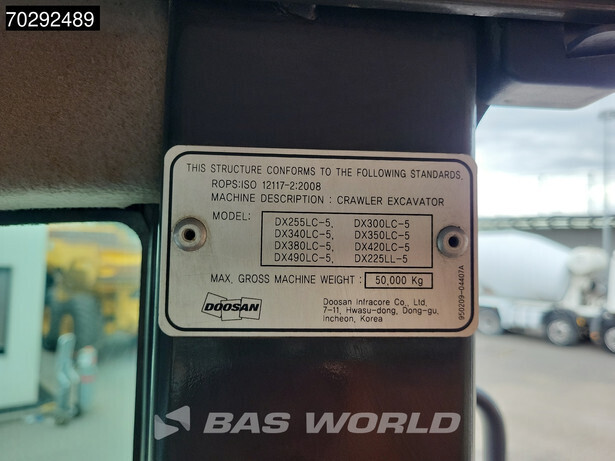 70292489
THIS STRUCTURE CONFORMS TO THE FOLLOWING STANDARDS.
ROPS:ISO 12117-2:2008
MACHINE DESCRIPTION : CRAWLER EXCAVATOR
MODEL:
DX255LC-5, DX300LC-5
DX340LC-5, DX350LC-5
DX380LC-5, DX420LC-5
DX490LC-5, DX225LL-5
MAX. GROSS MACHINE WEIGHT : 50,000 Kg
DOOSAN
Doosan Infracore Co., Ltd,
7-11, Hwasu-dong, Dong-gu,
Incheon, Korea
950209-04407A
BAS WORLD